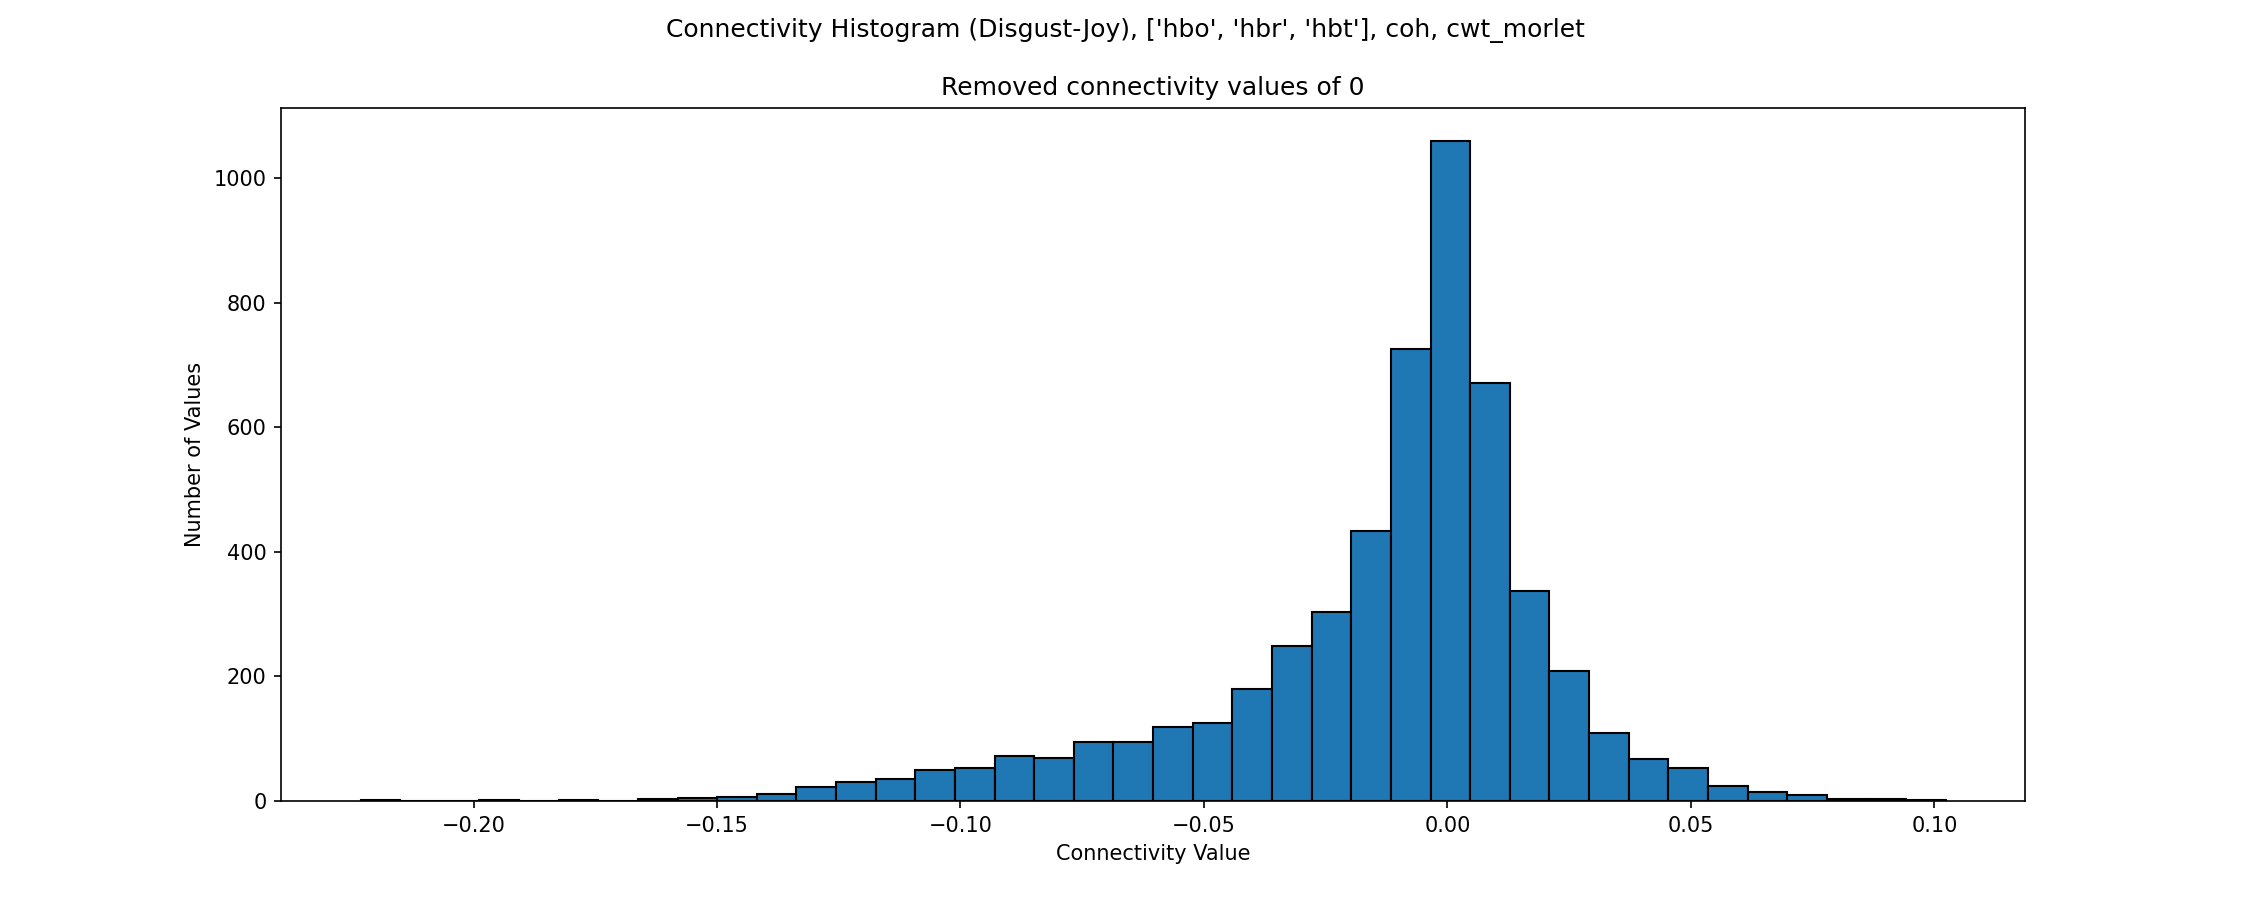 Connectivity Histogram (Disgust-Joy), ['hbo', 'hbr', 'hbt'], coh, cwt_morlet
Removed connectivity values of 0
Number of Values
1000
800
600
400
200
0
−0.20 −0.15 −0.10 −0.05 0.00 0.05 0.10
Connectivity Value